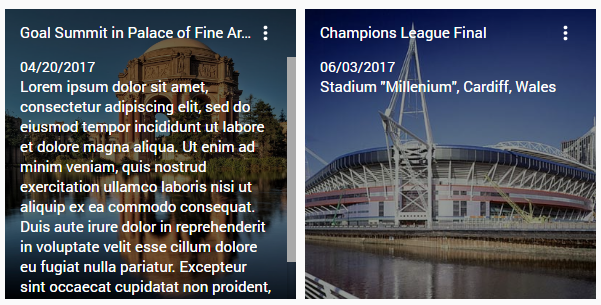 Goal Summit in Palace of Fine Ar...
04/20/2017
Lorem ipsum dolor sit amet,
consectetur adipiscing elit, sed do
eiusmod tempor incididunt ut labore
et dolore magna aliqua. Ut enim ad
minim veniam, quis nostrud
exercitation ullamco laboris nisi ut
aliquip ex ea commodo consequat.
Duis aute irure dolor in reprehenderit
in voluptate velit esse cillum dolore
eu fugiat nulla pariatur. Excepteur
sint occaecat cupidatat non proident,
Champions League Final
06/03/2017
Stadium "Millenium", Cardiff, Wales